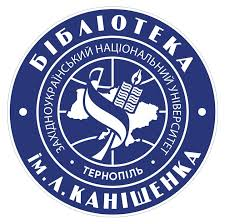 БІБЛІОТЕКА
ЗАХІДНОУКРАЇНСЬКИЙ НАЦІОНАЛЬНИЙ УНІВЕРСИТЕТ
ТЕРНОПІЛЬ
ІМ.Л.КАНІЩЕНКА